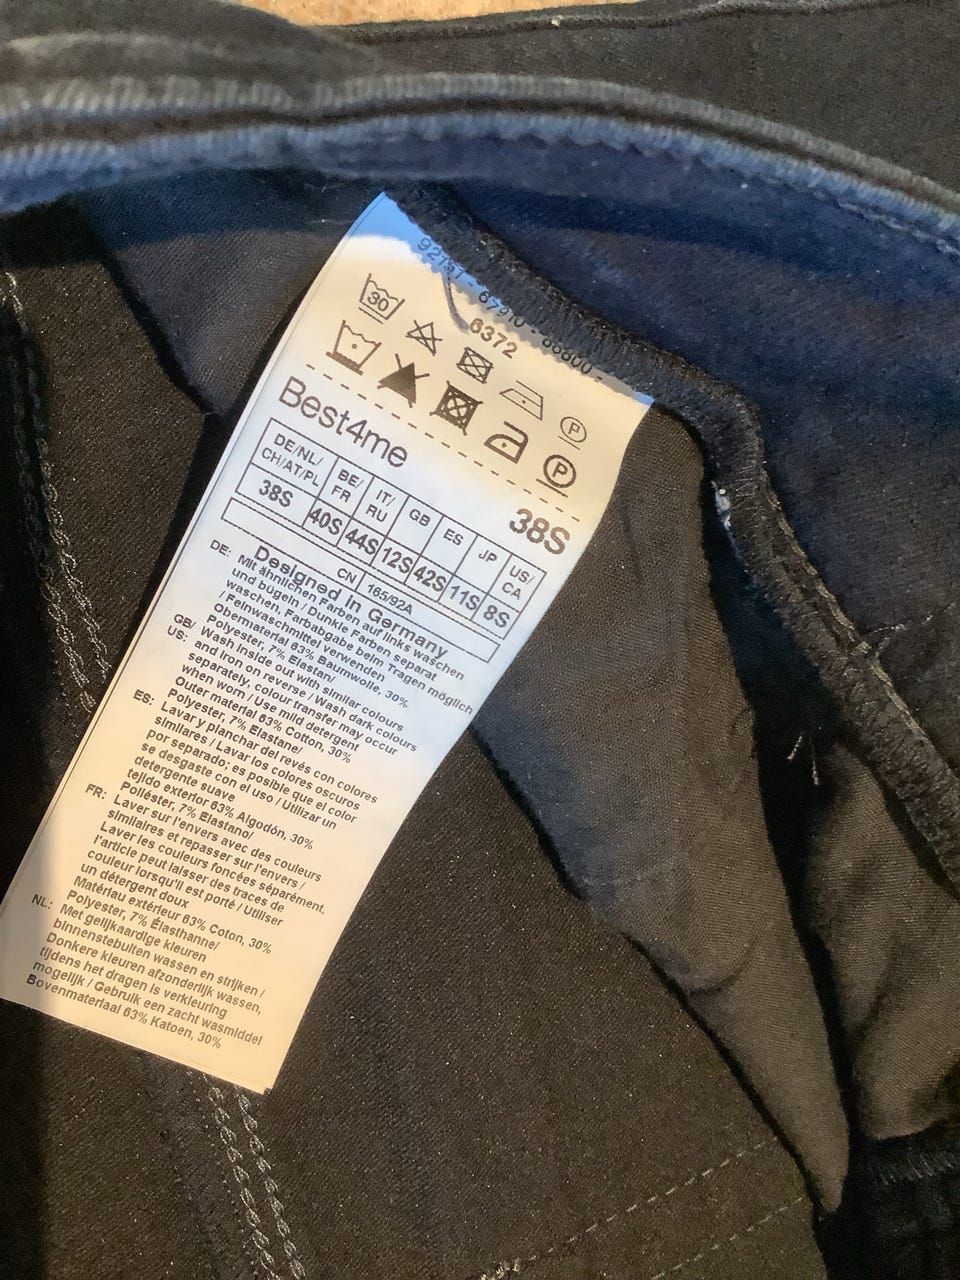 6372
30
P
P
Best4me
38S
DE/NL/ BE/ IT/ GB ES JP US/
CH/AT/PL FR RU CA
38S 40S 44S 12S 42S 11S 8S
CN 165/92A
Designed In Germany
DE: Mit ähnlichen Farben auf links waschen
und bügeln / Dunkle Farben separat
waschen, Farbabgabe beim Tragen möglich
/ Feinwaschmittel verwenden
Obermaterial 63% Baumwolle, 30%
Polyester, 7% Elastan/
GB/ US: Wash inside out with similar colours
and iron on reverse / Wash dark colours
separately, colour transfer may occur
when worn / Use mild detergent
Outer material 63% Cotton, 30%
Polyester, 7% Elastane/
ES: Lavar y planchar del revés con colores
similares / Lavar los colores oscuros
por separado; es posible que el color
se desgaste con el uso / Utilizar un
detergente suave
tejido exterior 63% Algodón, 30%
Poliéster, 7% Elastano/
FR: Laver sur l'envers avec des couleurs
similaires et repasser sur l'envers /
Laver les couleurs foncées séparément,
l'article peut laisser des traces de
couleur lorsqu'il est porté / Utiliser
un détergent doux
Matériau extérieur 63% Coton, 30%
Polyester, 7% Élasthanne/
NL: Met gelijkaardige kleuren
binnenstebuiten wassen en strijken /
Donkere kleuren afzonderlijk wassen,
tijdens het dragen is verkleuring
mogelijk / Gebruik een zacht wasmiddel
Bovenmateriaal 63% Katoen, 30%